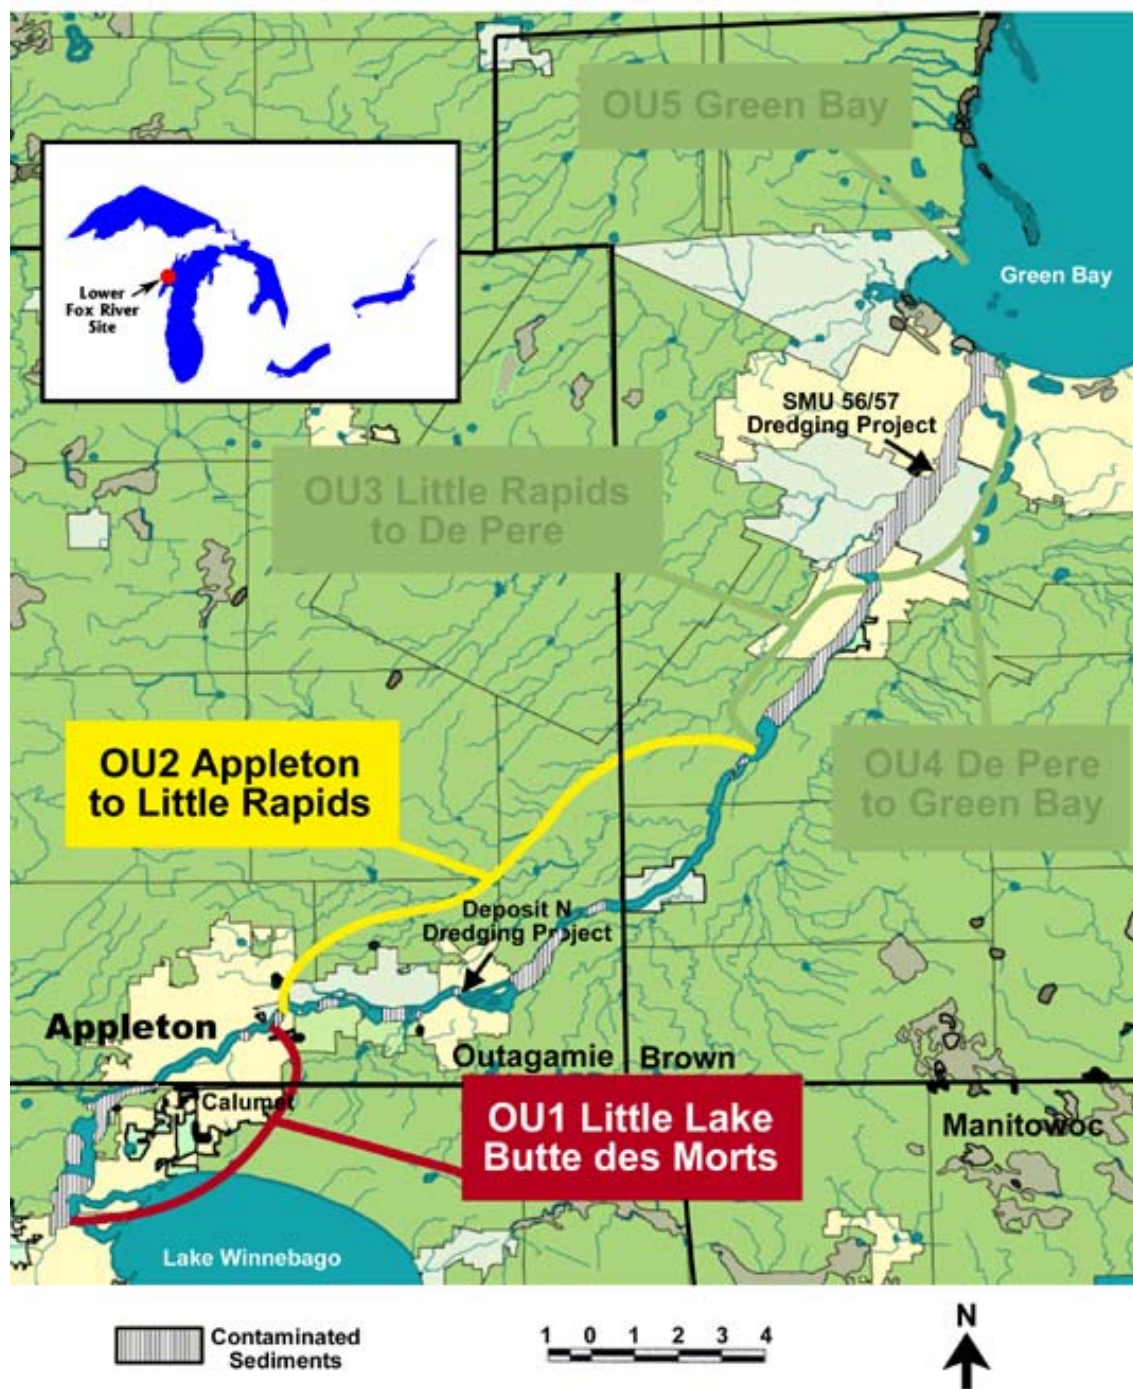 OU5 Green Bay
Lower
Fox River
Site
Green Bay
SMU 56/57
Dredging Project
OU3 Little Rapids
to De Pere
OU2 Appleton
to Little Rapids
OU4 De Pere
to Green Bay
Deposit N
Dredging Project
Appleton
Outagamie
Brown
Calumet
OU1 Little Lake
Butte des Morts
Manitowoc
Lake Winnebago
Contaminated
Sediments
1 0 1 2 3 4
N